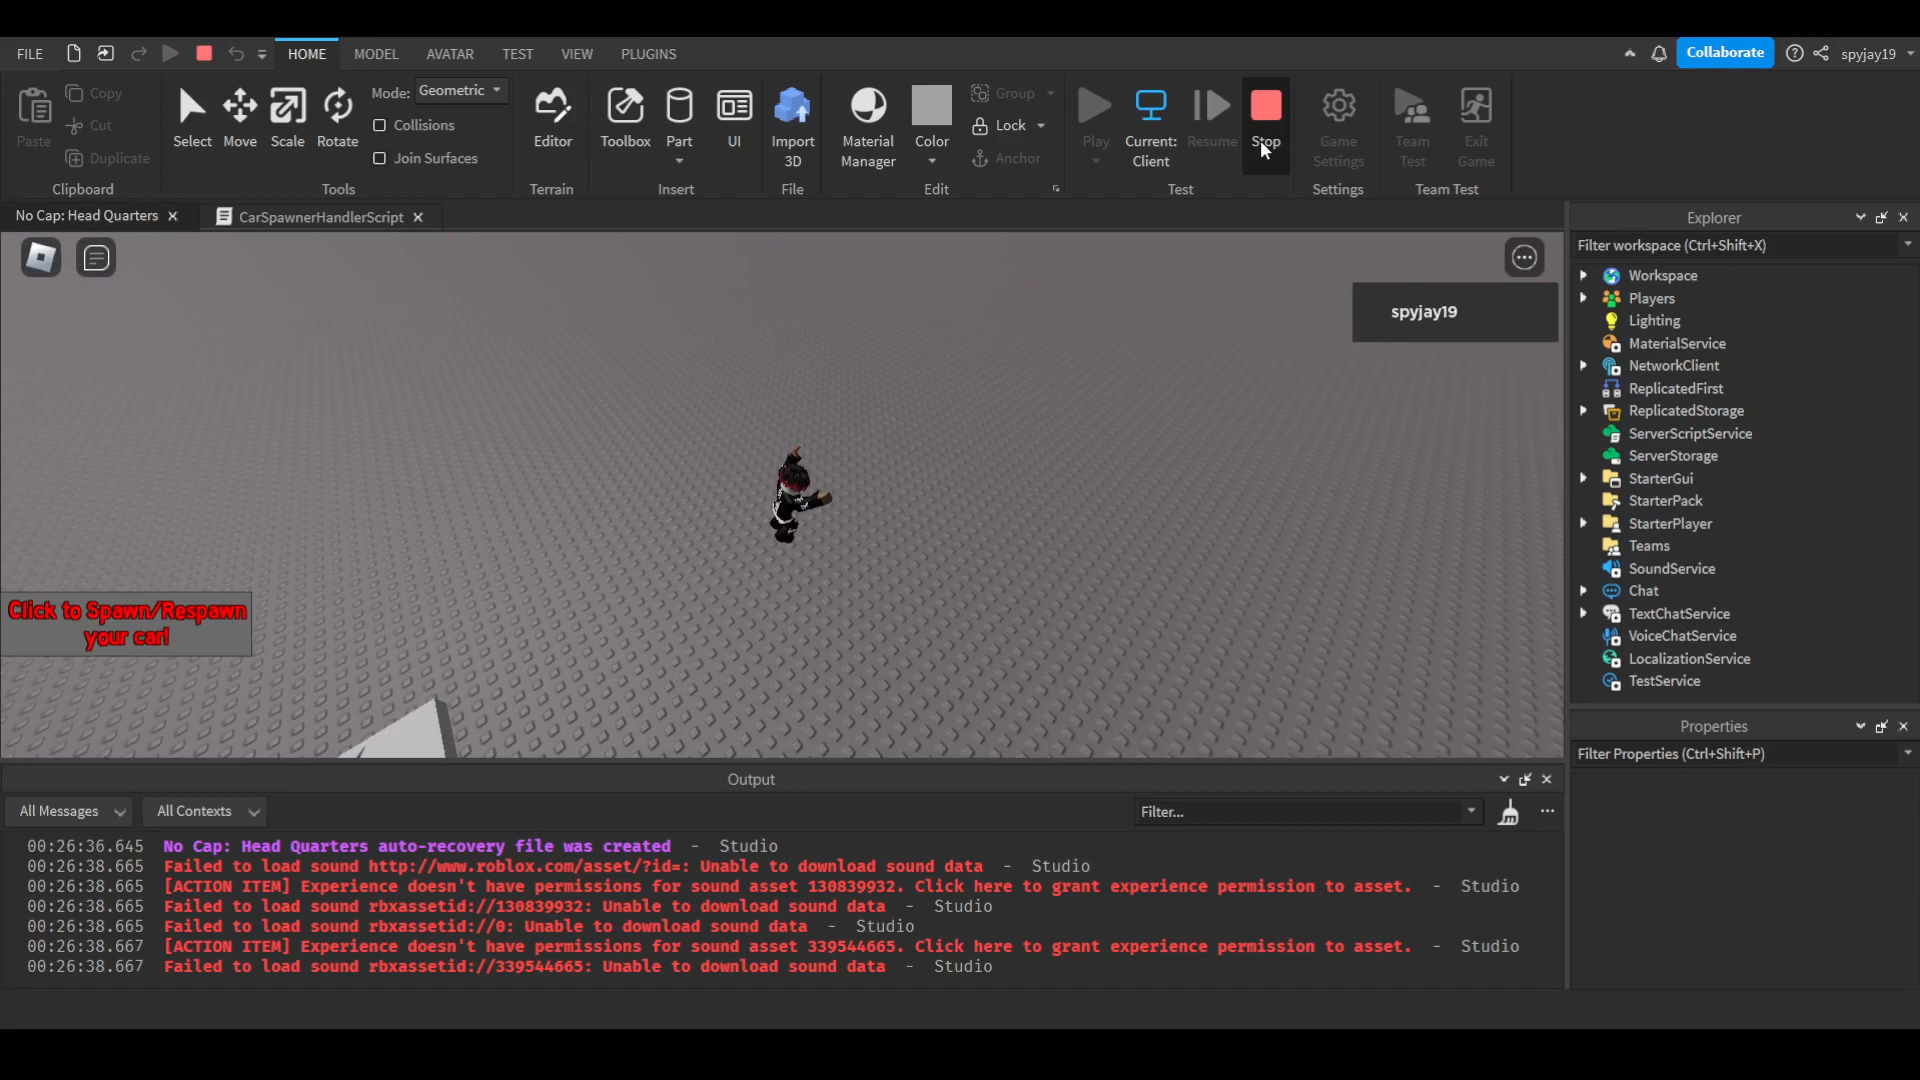 FILE HOME MODEL AVATAR TEST VIEW PLUGINS Collaborate spyjay19
Paste Copy Cut Duplicate
Clipboard
Select Move Scale Rotate
Mode: Geometric
Collisions
Join Surfaces
Tools
Editor
Terrain
Toolbox Part UI
Insert
Import
3D
File
Material
Manager
Color
Group
Lock
Anchor
Edit
Play
Current:
Client
Resume Stop
Test
Game
Settings
Settings
Team
Test
Exit
Game
Team Test
No Cap: Head Quarters CarSpawnerHandlerScript
spyjay19
Click to Spawn/Respawn
your car!
Explorer
Filter workspace (Ctrl+Shift+X)
Workspace
Players
Lighting
MaterialService
NetworkClient
ReplicatedFirst
ReplicatedStorage
ServerScriptService
ServerStorage
StarterGui
StarterPack
StarterPlayer
Teams
SoundService
Chat
TextChatService
VoiceChatService
LocalizationService
TestService
Properties
Filter Properties (Ctrl+Shift+P)
Output
All Messages All Contexts Filter...
00:26:36.645 No Cap: Head Quarters auto-recovery file was created - Studio
00:26:38.665 Failed to load sound http://www.roblox.com/asset/?id=: Unable to download sound data - Studio
00:26:38.665 [ACTION ITEM] Experience doesn't have permissions for sound asset 130839932. Click here to grant experience permission to asset. - Studio
00:26:38.665 Failed to load sound rbxassetid://130839932: Unable to download sound data - Studio
00:26:38.665 Failed to load sound rbxassetid://0: Unable to download sound data - Studio
00:26:38.667 [ACTION ITEM] Experience doesn't have permissions for sound asset 339544665. Click here to grant experience permission to asset. - Studio
00:26:38.667 Failed to load sound rbxassetid://339544665: Unable to download sound data - Studio